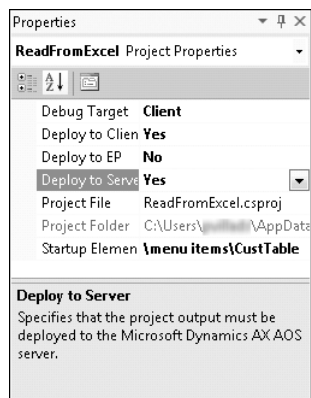 Properties
ReadFromExcel Project Properties
Debug Target Client
Deploy to Clien Yes
Deploy to EP No
Deploy to Serve Yes
Project File ReadFromExcel.csproj
Project Folder C:\Users\ \AppData
Startup Elemen \menu items\CustTable
Deploy to Server
Specifies that the project output must be
deployed to the Microsoft Dynamics AX AOS
server.